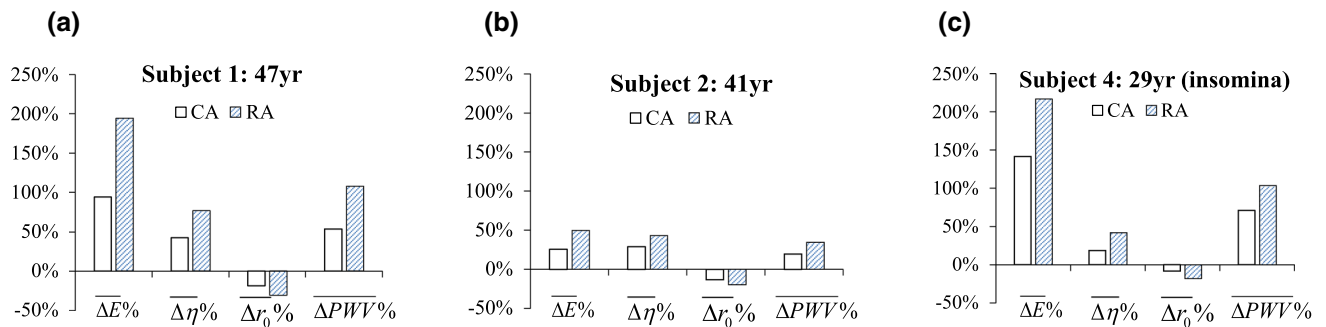 (a)
Subject 1: 47yr
CA RA
250%
200%
150%
100%
50%
0%
-50%
ΔE% Δη% Δr₀% ΔPWV%
(b)
Subject 2: 41yr
CA RA
250%
200%
150%
100%
50%
0%
-50%
ΔE% Δη% Δr₀% ΔPWV%
(c)
Subject 4: 29yr (insomina)
CA RA
250%
200%
150%
100%
50%
0%
-50%
ΔE% Δη% Δr₀% ΔPWV%